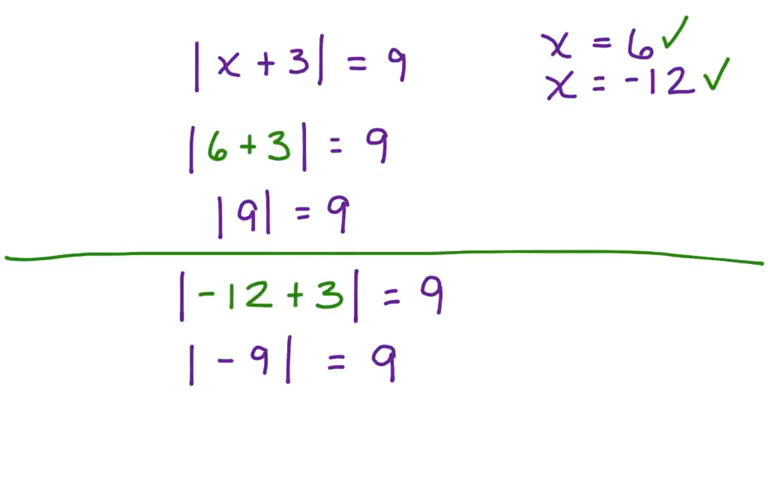 |x + 3| = 9
x = 6 ✓
x = -12 ✓
|6 + 3| = 9
|9| = 9
|-12 + 3| = 9
|-9| = 9